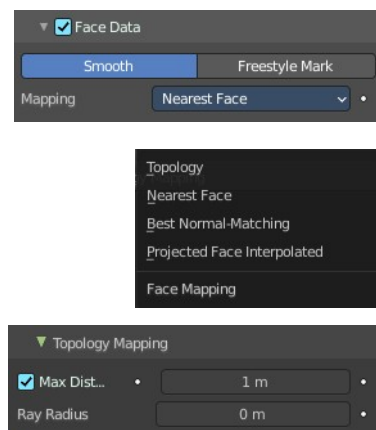 Face Data
Smooth Freestyle Mark
Mapping Nearest Face
Topology
Nearest Face
Best Normal-Matching
Projected Face Interpolated
Face Mapping
Topology Mapping
Max Dist... 1 m
Ray Radius 0 m